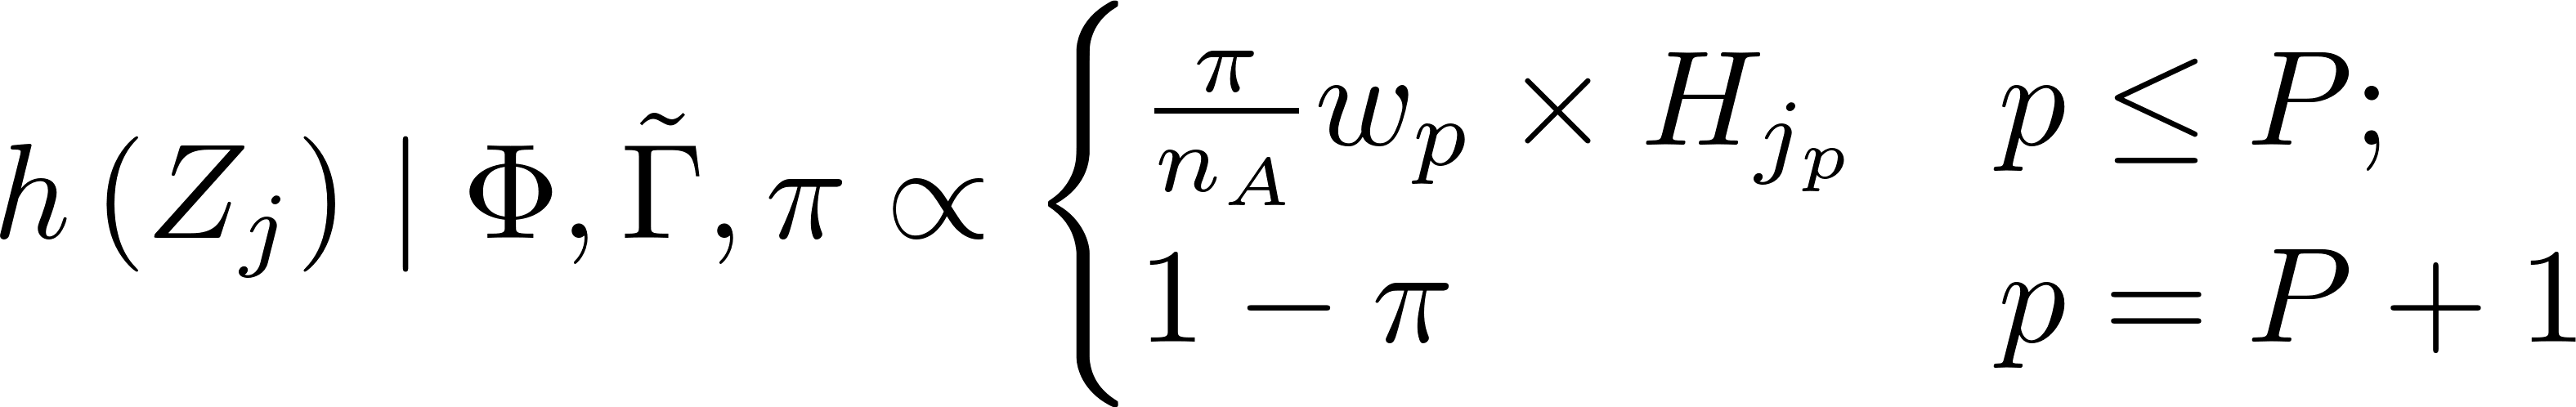 h (Z_j) | Φ, Γ̃, π ∝ { π/n_A w_p × H_{j_p}   p ≤ P;
1 − π   p = P + 1